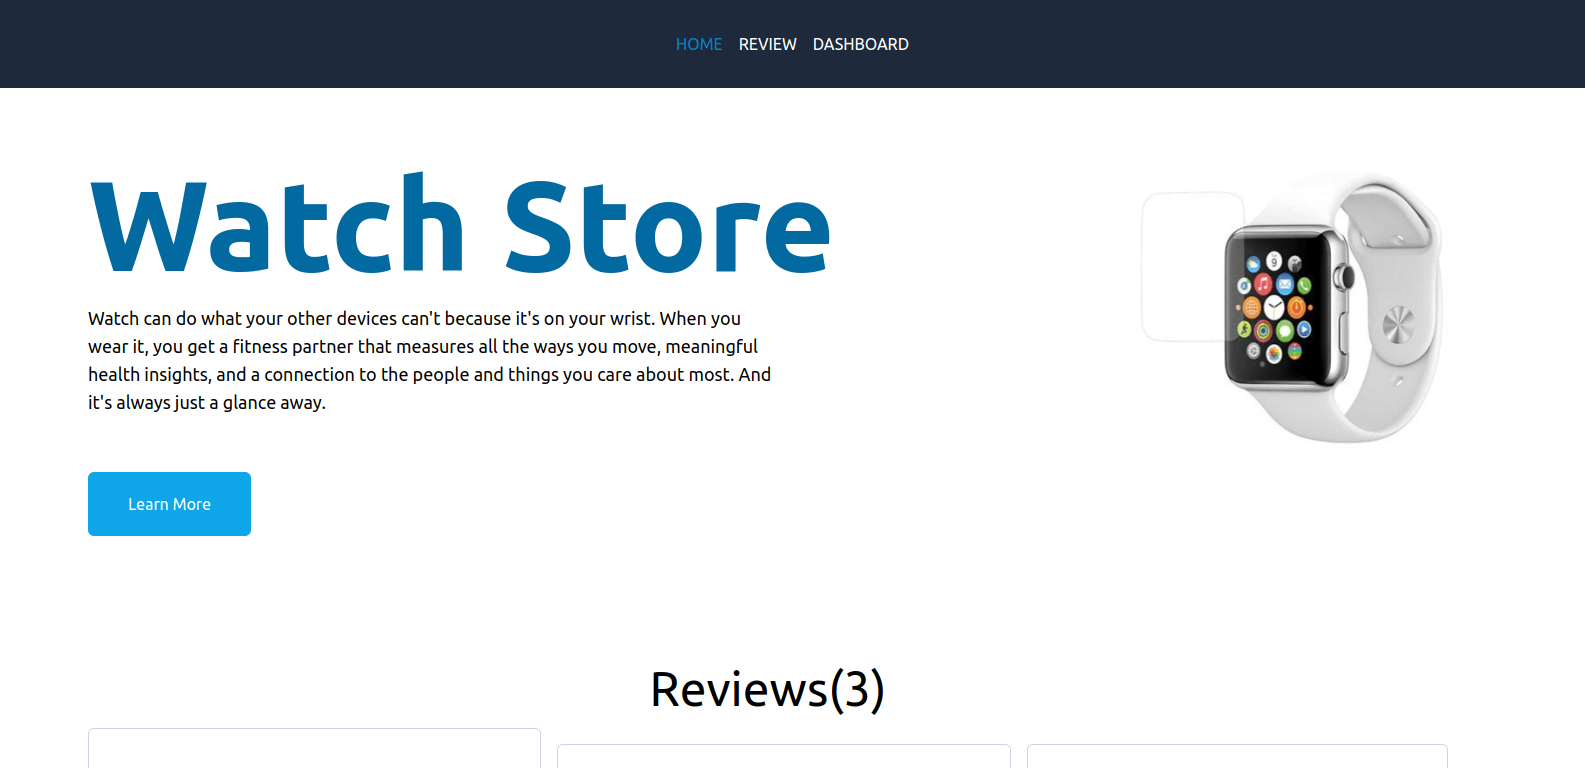 HOME REVIEW DASHBOARD
Watch Store
Watch can do what your other devices can't because it's on your wrist. When you
wear it, you get a fitness partner that measures all the ways you move, meaningful
health insights, and a connection to the people and things you care about most. And
it's always just a glance away.
Learn More
Reviews(3)